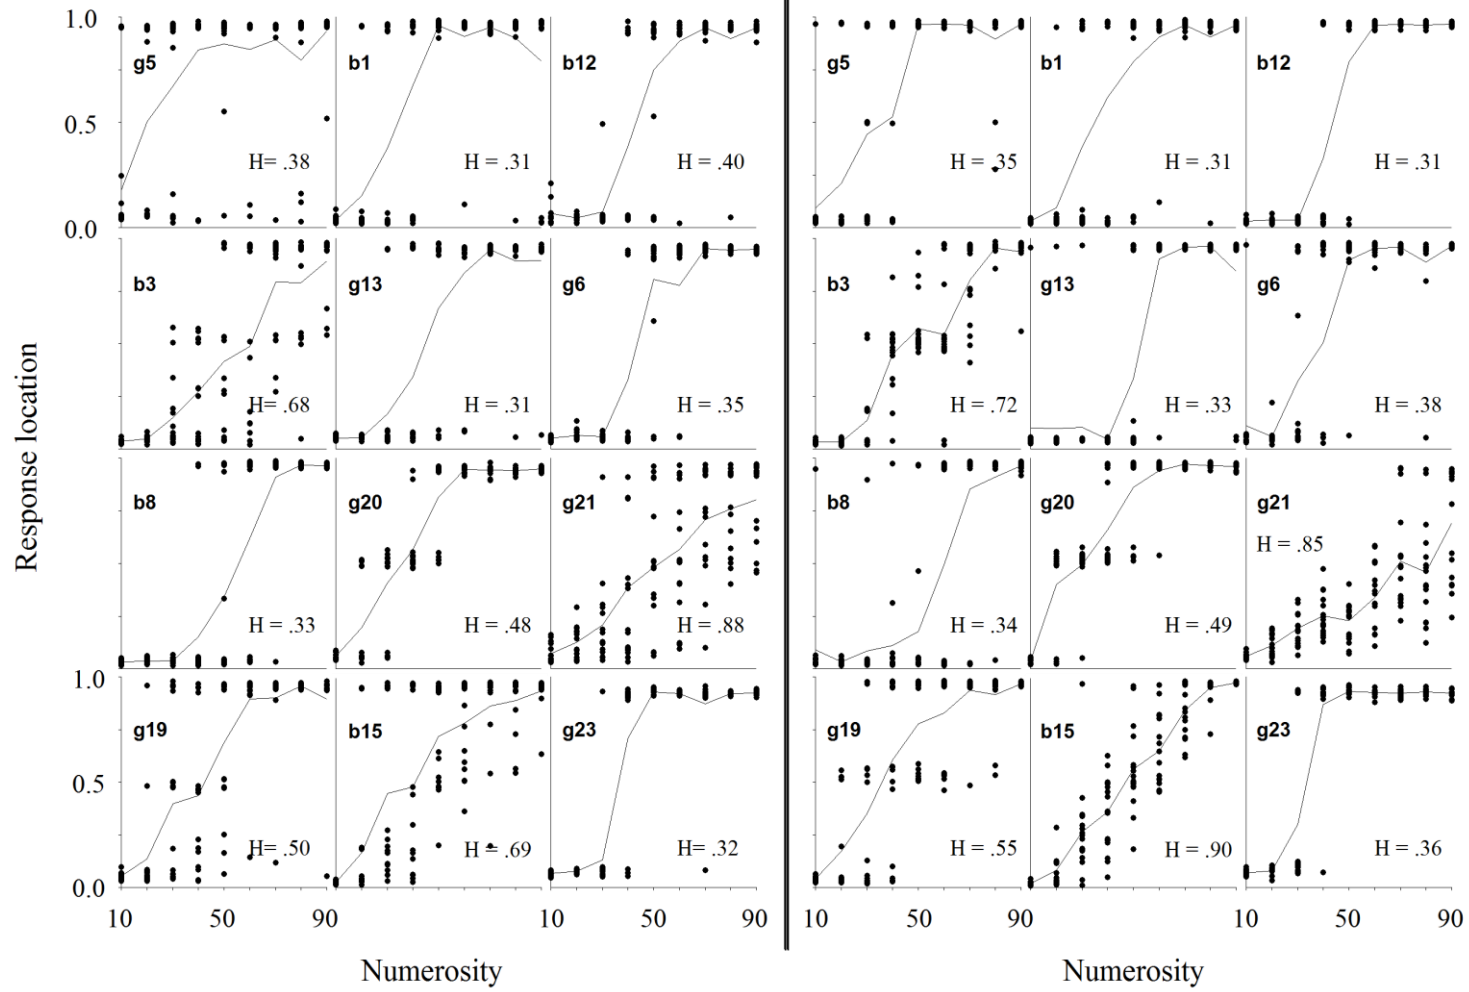 1.0
0.5
0.0
g5
H= .38
b1
H = .31
b12
H = .40
g5
H = .35
b1
H = .31
b12
H = .31
Response location
b3
H= .68
g13
H = .31
g6
H = .35
b3
H = .72
g13
H = .33
g6
H = .38
b8
H = .33
g20
H = .48
g21
H = .88
b8
H = .34
g20
H = .49
g21
H = .85
1.0
0.5
0.0
g19
H= .50
b15
H = .69
g23
H= .32
g19
H = .55
b15
H = .90
g23
H = .36
10 50 90 10 50 90
10 50 90 10 50 90
Numerosity
Numerosity